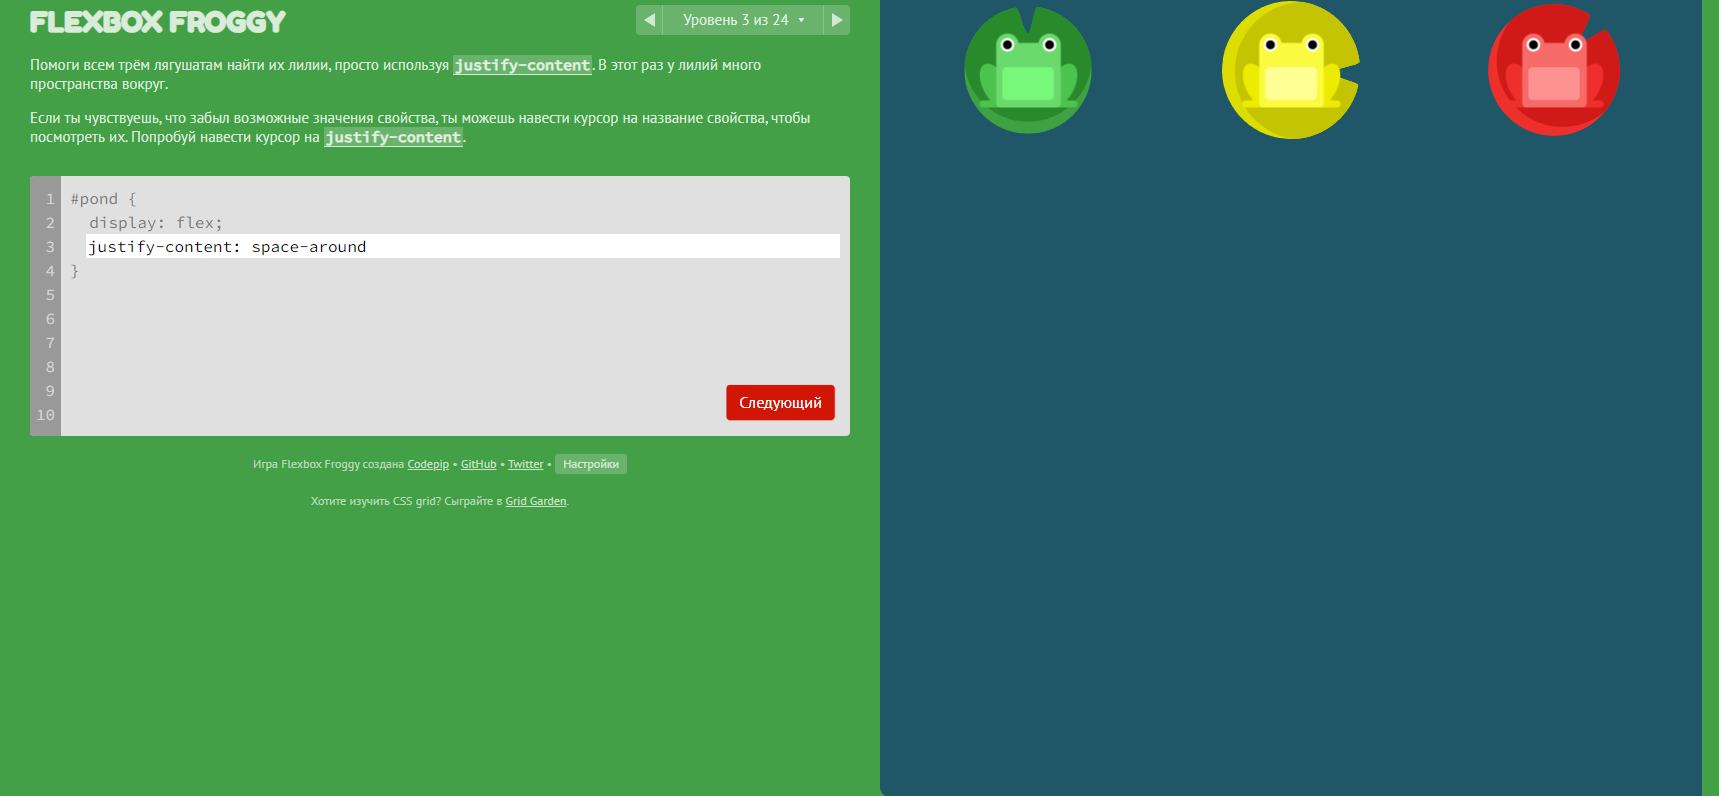 FLEXBOX FROGGY
Уровень 3 из 24
Помоги всем трём лягушатам найти их лилии, просто используя justify-content. В этот раз у лилий много
пространства вокруг.
Если ты чувствуешь, что забыл возможные значения свойства, ты можешь навести курсор на название свойства, чтобы
посмотреть их. Попробуй навести курсор на justify-content.
1 #pond {
2 display: flex;
3 justify-content: space-around
4 }
5
6
7
8
9
10
Следующий
Игра Flexbox Froggy создана Codepip • GitHub • Twitter • Настройки
Хотите изучить CSS grid? Сыграйте в Grid Garden.